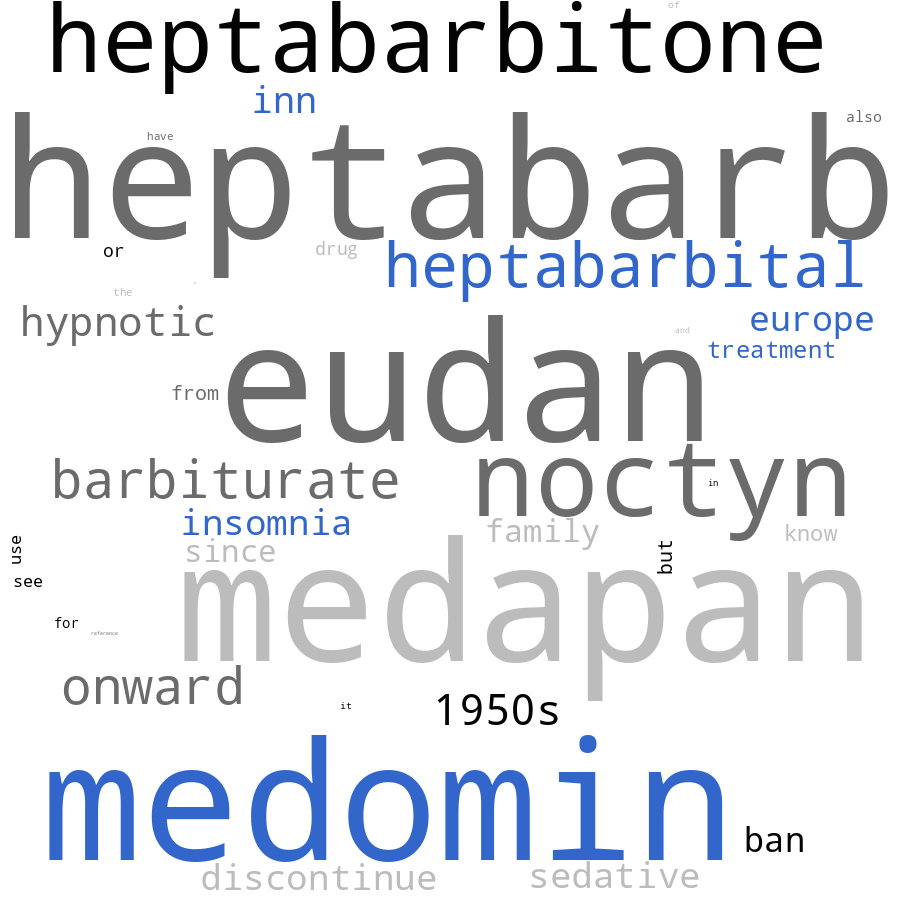 of
heptabarbitone
inn
also
have
heptabarb
or
drug
heptabarbital
the
hypnotic
europe
and
treatment
eudan
from
barbiturate
noctyn
in
insomnia
family
know
since
use
but
see
medapan
for
reference
onward
it
1950s
medomin
ban
discontinue
sedative